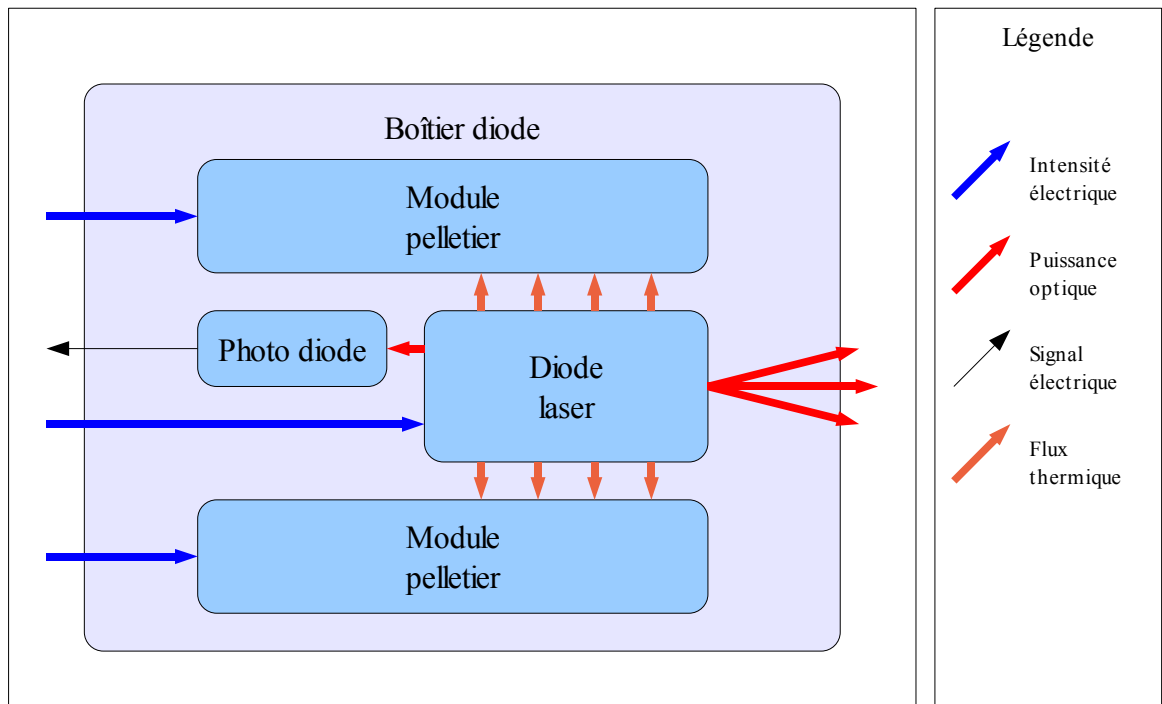 Boîtier diode
Module
pelletier
Photo diode
Diode
laser
Module
pelletier
Légende
Intensité
électrique
Puissance
optique
Signal
électrique
Flux
thermique